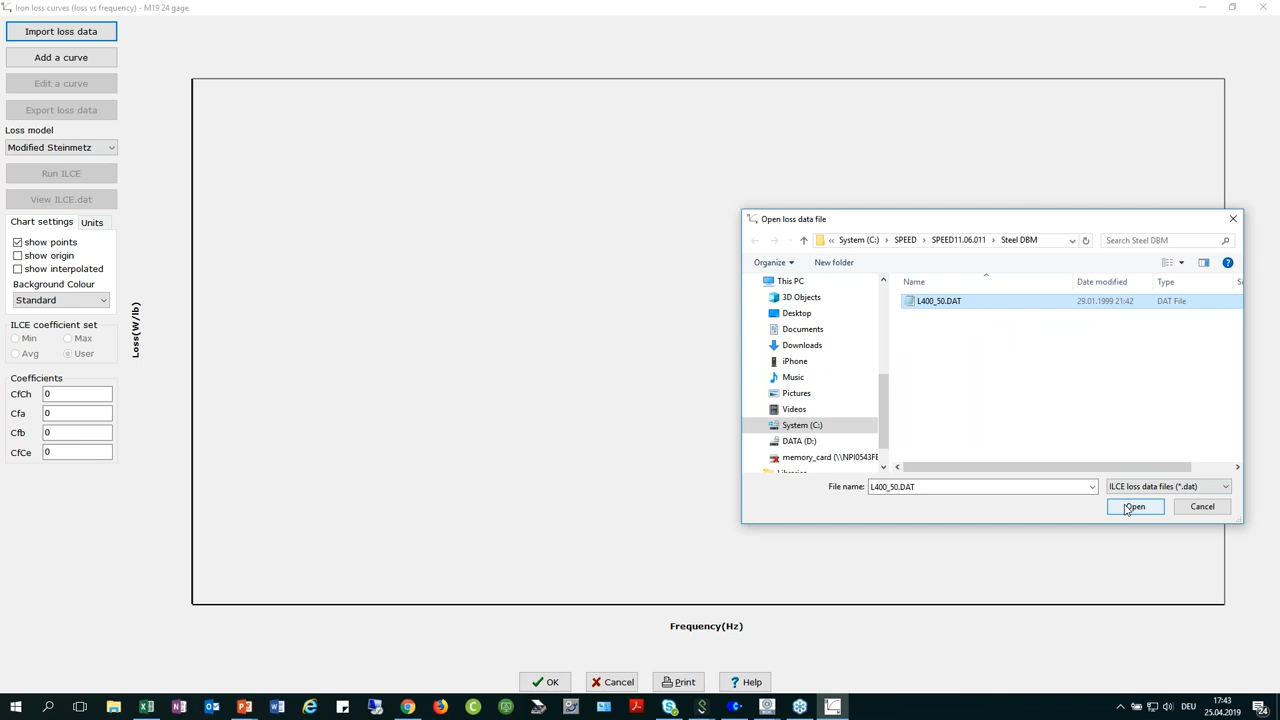 Iron loss curves (loss vs frequency) - M19 24 gage
Import loss data
Add a curve
Edit a curve
Export loss data
Loss model
Modified Steinmetz
Run ILCE
View ILCE.dat
Chart settings Units
show points
show origin
show interpolated
Background Colour
Standard
ILCE coefficient set
Min Max
Avg User
Coefficients
CfCh 0
Cfa 0
Cfb 0
CfCe 0
Loss(W/lb)
Frequency(Hz)
Open loss data file
« System (C:) > SPEED > SPEED11.06.011 > Steel DBM
Search Steel DBM
Organize New folder
Name Date modified Type Si
L400_50.DAT 29.01.1999 21:42 DAT File
This PC
3D Objects
Desktop
Documents
Downloads
iPhone
Music
Pictures
Videos
System (C:)
DATA (D:)
memory_card (\\NPI0543FE
Libraries
File name: L400_50.DAT ILCE loss data files (*.dat)
Open Cancel
OK Cancel Print ? Help
DEU
17:43
25.04.2019
24